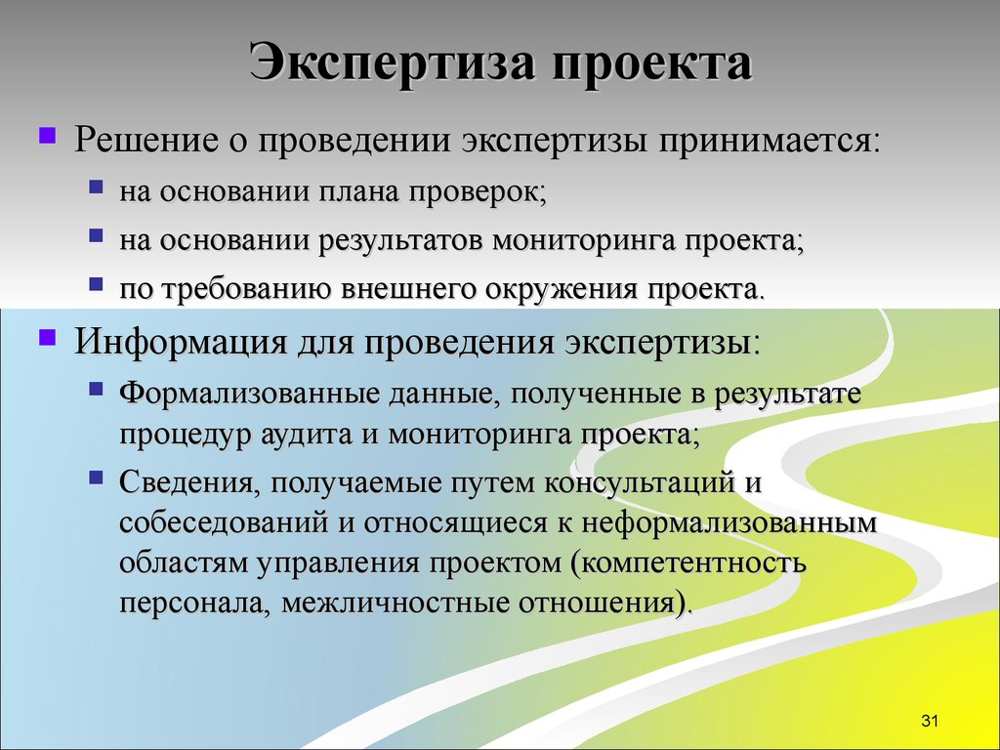 Экспертиза проекта
Решение о проведении экспертизы принимается:
на основании плана проверок;
на основании результатов мониторинга проекта;
по требованию внешнего окружения проекта.
Информация для проведения экспертизы:
Формализованные данные, полученные в результате
процедур аудита и мониторинга проекта;
Сведения, получаемые путем консультаций и
собеседований и относящиеся к неформализованным
областям управления проектом (компетентность
персонала, межличностные отношения).
31